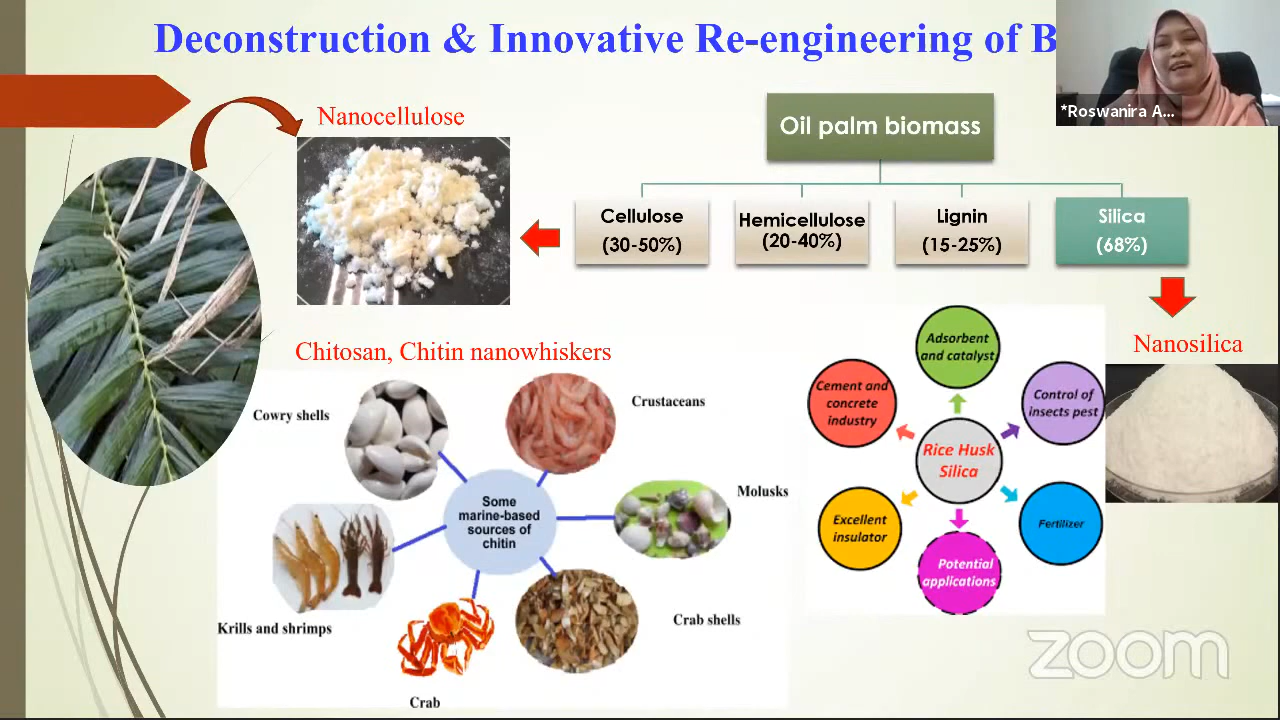 Deconstruction & Innovative Re-engineering of B
*Roswanira A...
Nanocellulose
Oil palm biomass
Cellulose
(30-50%)
Hemicellulose
(20-40%)
Lignin
(15-25%)
Silica
(68%)
Nanosilica
Chitosan, Chitin nanowhiskers
Cowry shells
Crustaceans
Molusks
Some
marine-based
sources of
chitin
Krills and shrimps
Crab
Crab shells
Adsorbent
and catalyst
Cement and
concrete
industry
Control of
insects pest
Rice Husk
Silica
Excellent
insulator
Fertilizer
Potential
applications
zoom